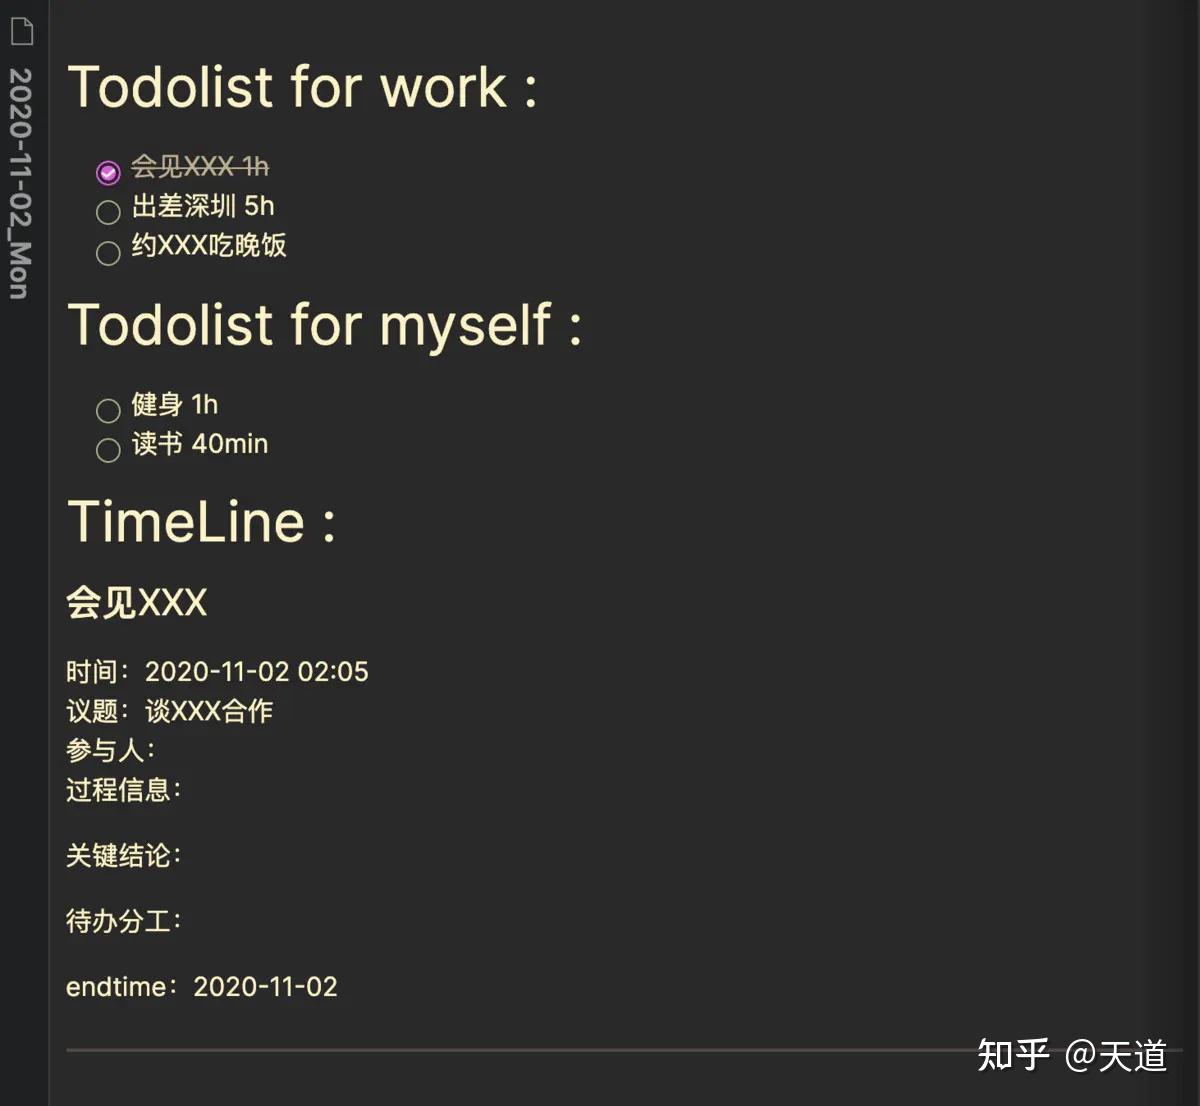 2020-11-02_Mon
Todolist for work :
会见XXX 1h
出差深圳 5h
约XXX吃晚饭
Todolist for myself :
健身 1h
读书 40min
TimeLine :
会见XXX
时间：2020-11-02 02:05
议题：谈XXX合作
参与人：
过程信息：
关键结论：
待办分工：
endtime：2020-11-02
知乎 @天道